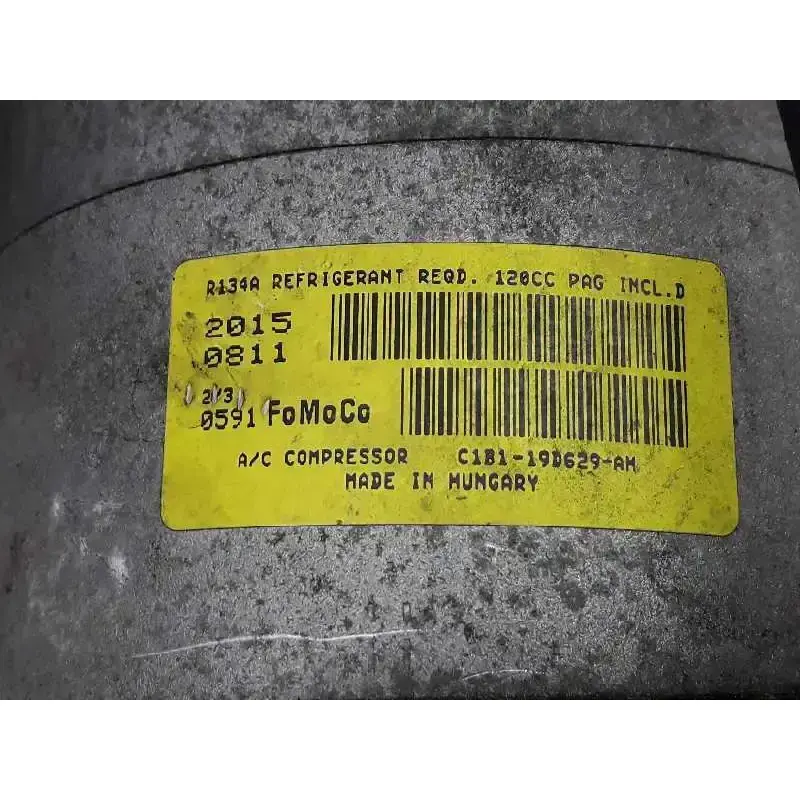 R134A REFRIGERANT REQD. 120CC PAG INCL.D
2015
0811
2/3
0591 FoMoCo
A/C COMPRESSOR C1B1-19D629-AM
MADE IN HUNGARY